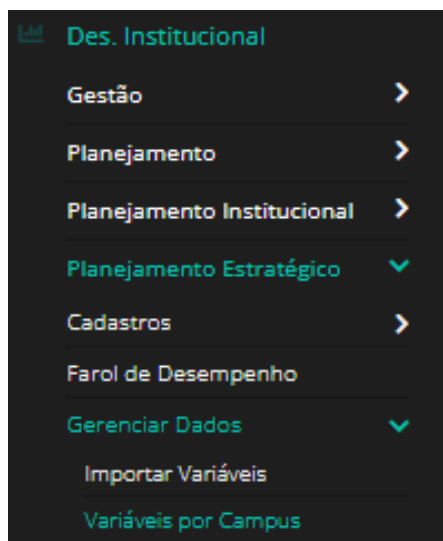 Des. Institucional
Gestão
Planejamento
Planejamento Institucional
Planejamento Estratégico
Cadastros
Farol de Desempenho
Gerenciar Dados
Importar Variáveis
Variáveis por Campus